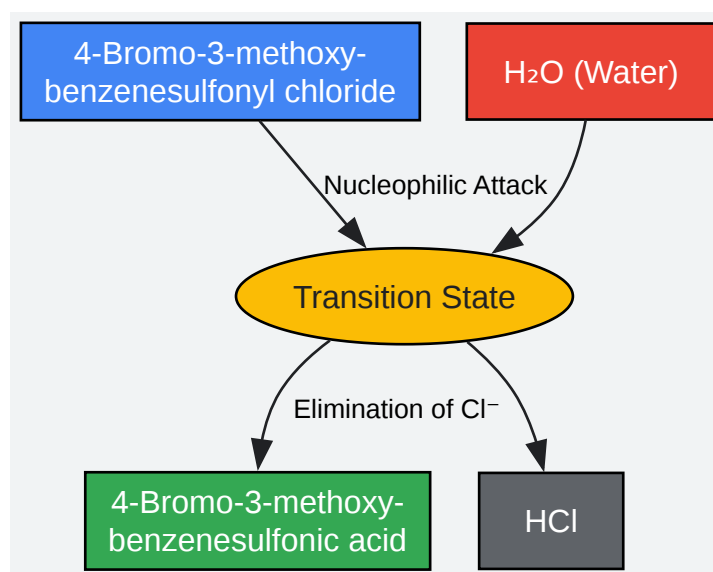 4-Bromo-3-methoxy-
benzenesulfonyl chloride
H₂O (Water)
Nucleophilic Attack
Transition State
Elimination of Cl⁻
4-Bromo-3-methoxy-
benzenesulfonic acid
HCl